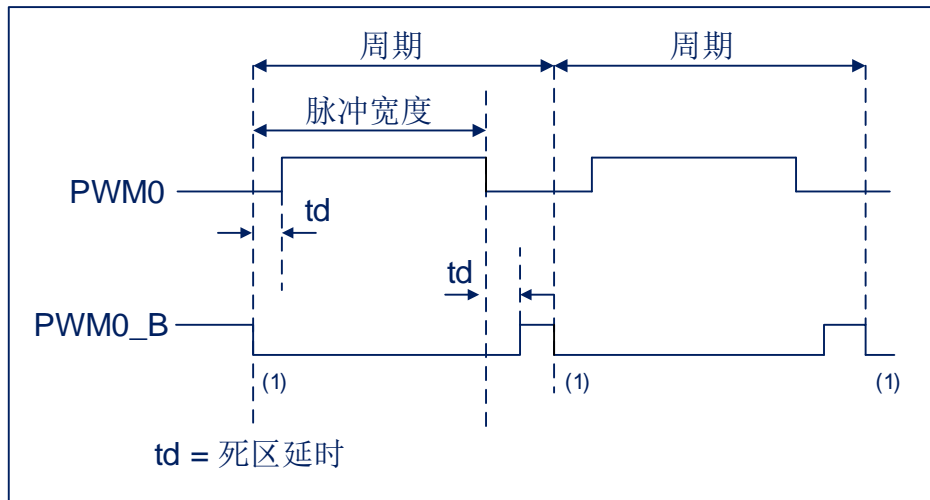 周期 周期
脉冲宽度
PWM0
td
td
PWM0_B
(1) (1) (1)
td = 死区延时